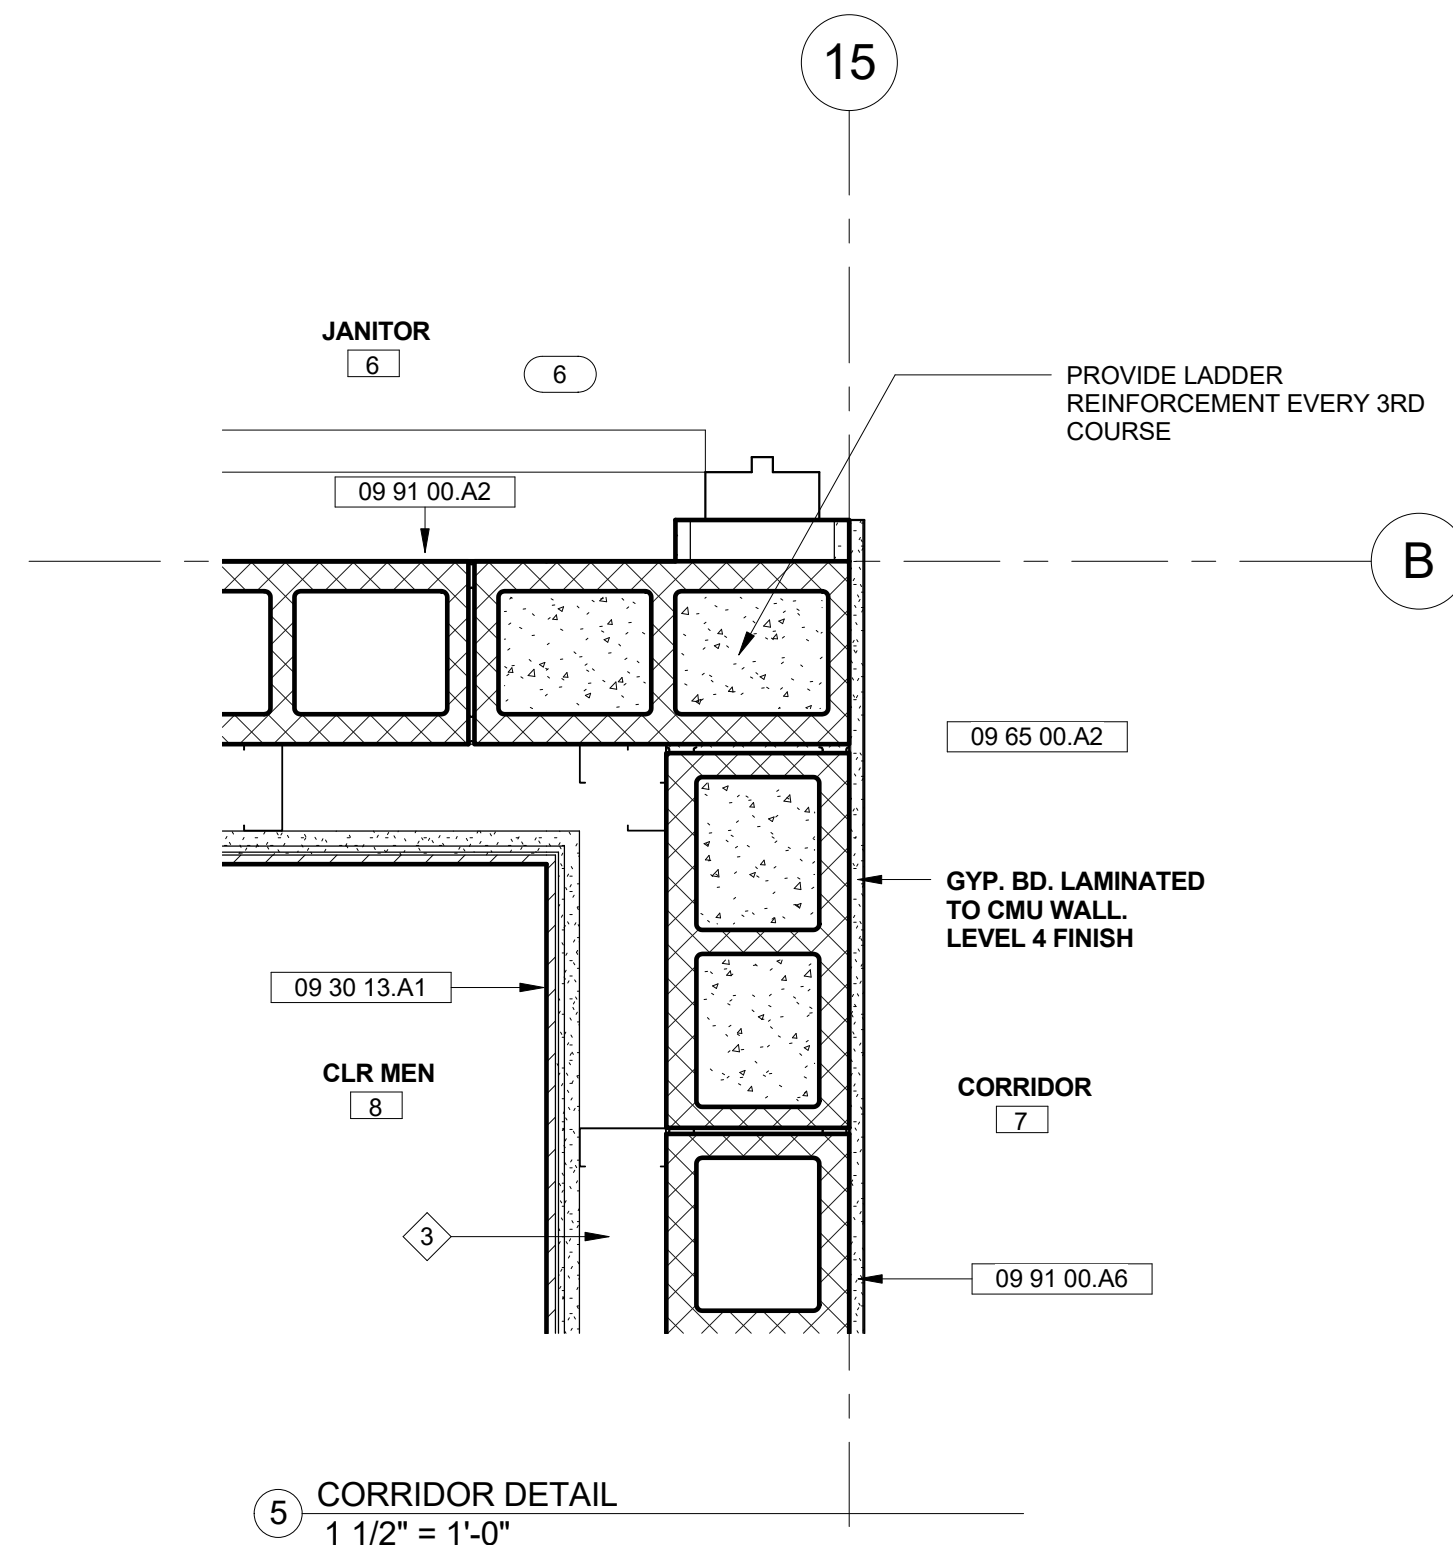 15
JANITOR
6
6
PROVIDE LADDER
REINFORCEMENT EVERY 3RD
COURSE
09 91 00.A2
B
09 65 00.A2
GYP. BD. LAMINATED
TO CMU WALL.
LEVEL 4 FINISH
09 30 13.A1
CLR MEN
8
CORRIDOR
7
3
09 91 00.A6
5
CORRIDOR DETAIL
1 1/2" = 1'-0"